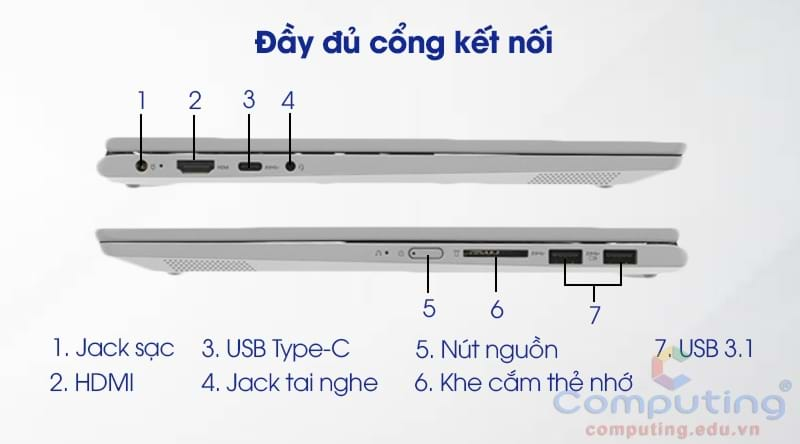 Đầy đủ cổng kết nối
1 2 3 4
HDMI
5 6 7
1. Jack sạc 3. USB Type-C 5. Nút nguồn 7. USB 3.1
2. HDMI 4. Jack tai nghe 6. Khe cắm thẻ nhớ
Computing®
computing.edu.vn